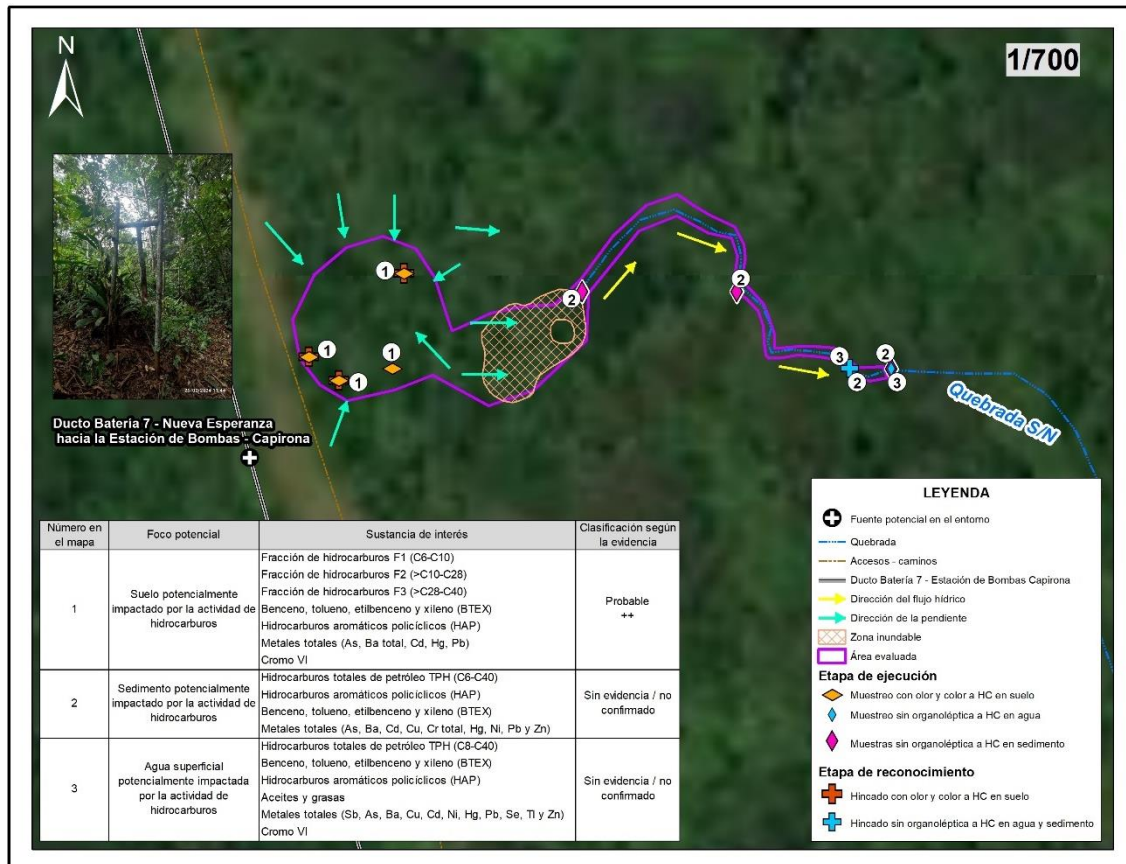 N
1/700
Ducto Batería 7 - Nueva Esperanza
hacia la Estación de Bombas - Capirona
1
1
1
1
2
2
3
2
2
3
Quebrada S/N
Número en el mapa
Foco potencial
Sustancia de interés
Clasificación según la evidencia
1
Suelo potencialmente
impactado por la actividad de
hidrocarburos
Fracción de hidrocarburos F1 (C6-C10)
Fracción de hidrocarburos F2 (>C10-C28)
Fracción de hidrocarburos F3 (>C28-C40)
Benceno, tolueno, etilbenceno y xileno (BTEX)
Hidrocarburos aromáticos policíclicos (HAP)
Metales totales (As, Ba total, Cd, Hg, Pb)
Cromo VI
Probable
++
2
Sedimento potencialmente
impactado por la actividad de
hidrocarburos
Hidrocarburos totales de petróleo TPH (C6-C40)
Hidrocarburos aromáticos policíclicos (HAP)
Benceno, tolueno, etilbenceno y xileno (BTEX)
Metales totales (As, Ba, Cd, Cu, Cr total, Hg, Ni, Pb y Zn)
Sin evidencia / no
confirmado
3
Agua superficial
potencialmente impactada
por la actividad de
hidrocarburos
Hidrocarburos totales de petróleo TPH (C8-C40)
Benceno, tolueno, etilbenceno y xileno (BTEX)
Hidrocarburos aromáticos policíclicos (HAP)
Aceites y grasas
Metales totales (Sb, As, Ba, Cu, Cd, Ni, Hg, Pb, Se, Tl y Zn)
Cromo VI
Sin evidencia / no
confirmado
LEYENDA
Fuente potencial en el entorno
Quebrada
Accesos - caminos
Ducto Batería 7 - Estación de Bombas Capirona
Dirección del flujo hídrico
Dirección de la pendiente
Zona inundable
Área evaluada
Etapa de ejecución
Muestreo con olor y color a HC en suelo
Muestreo sin organoléptica a HC en agua
Muestras sin organoléptica a HC en sedimento
Etapa de reconocimiento
Hincado con olor y color a HC en suelo
Hincado sin organoléptica a HC en agua y sedimento